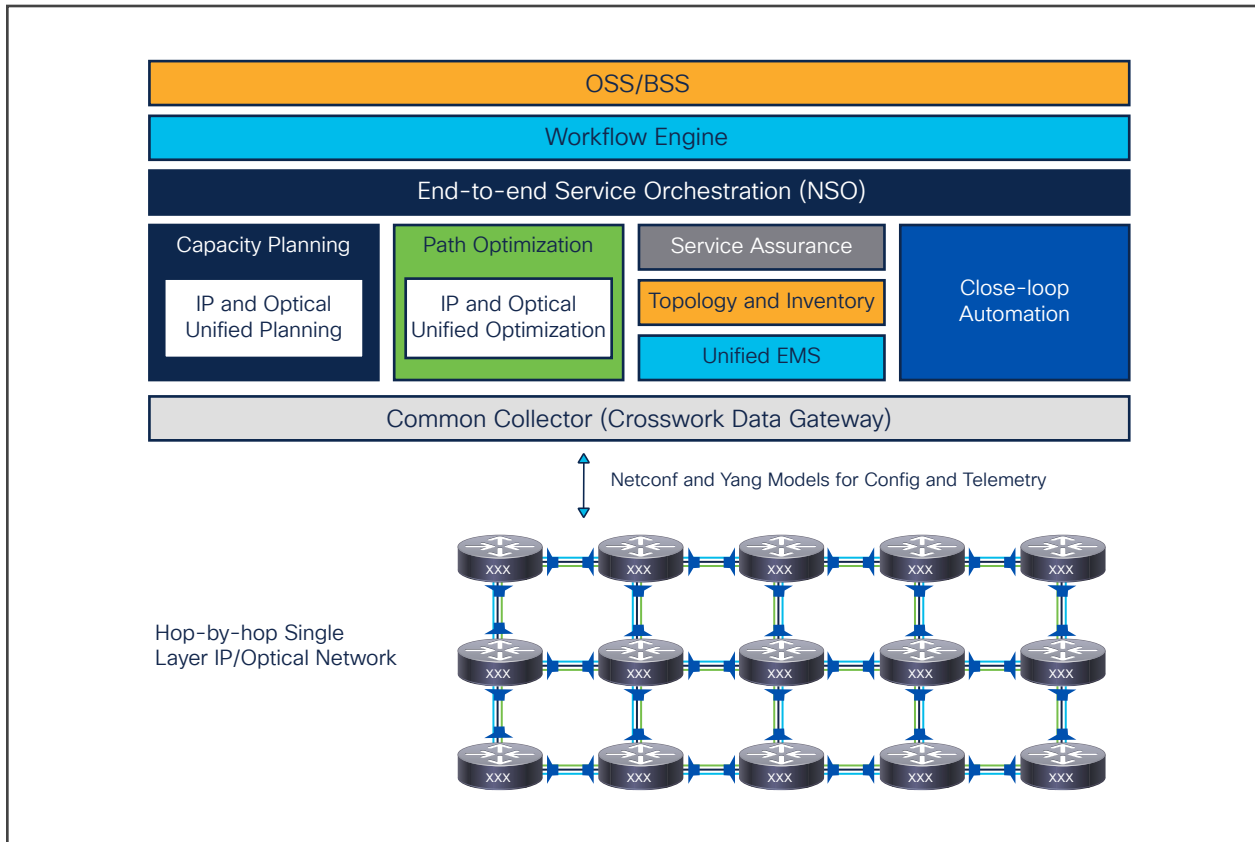 OSS/BSS
Workflow Engine
End-to-end Service Orchestration (NSO)
Capacity Planning
IP and Optical
Unified Planning
Path Optimization
IP and Optical
Unified Optimization
Service Assurance
Topology and Inventory
Unified EMS
Close-loop
Automation
Common Collector (Crosswork Data Gateway)
Netconf and Yang Models for Config and Telemetry
Hop-by-hop Single
Layer IP/Optical Network
XXX XXX XXX XXX XXX
XXX XXX XXX XXX XXX
XXX XXX XXX XXX XXX